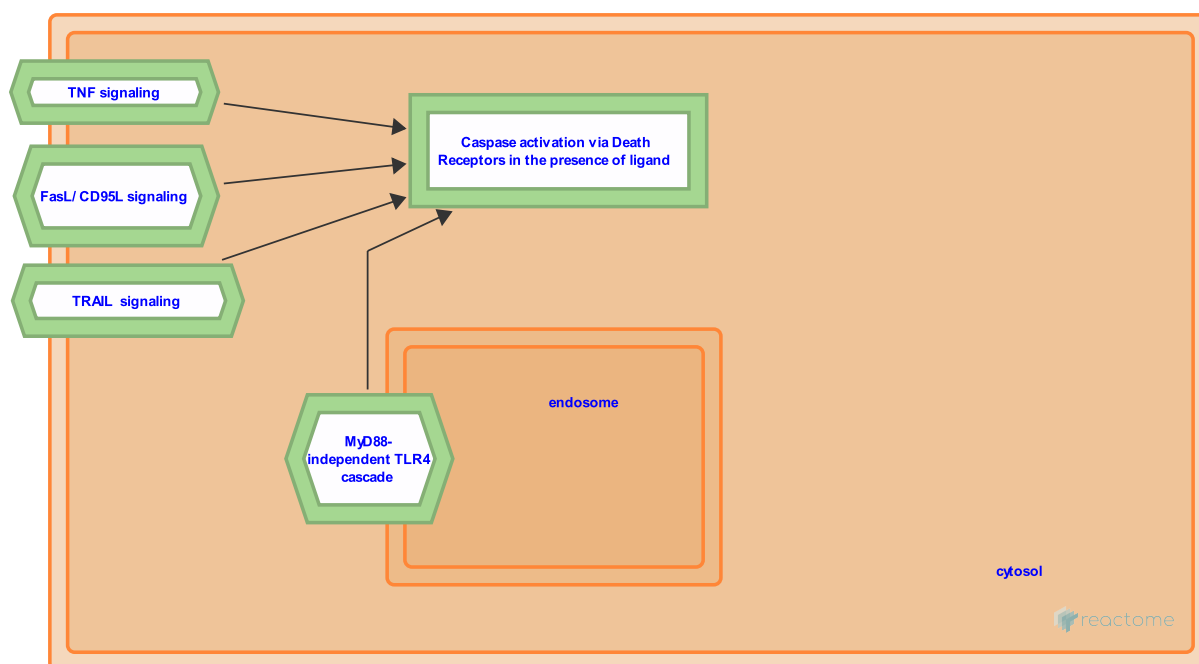 TNF signaling
Caspase activation via Death
Receptors in the presence of ligand
FasL/ CD95L signaling
TRAIL  signaling
endosome
MyD88-
independent TLR4
cascade
cytosol
reactome